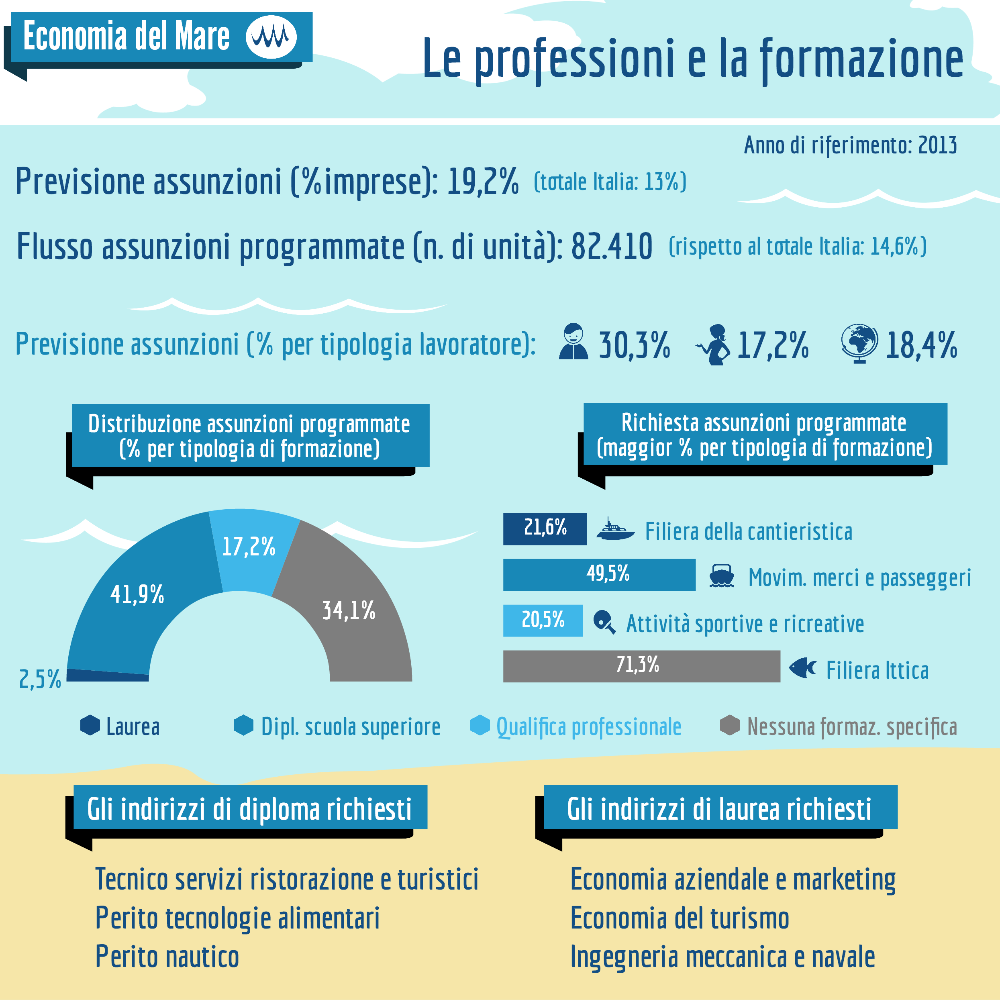 Economia del Mare
Le professioni e la formazione
Anno di riferimento: 2013
Previsione assunzioni (%imprese): 19,2% (totale Italia: 13%)
Flusso assunzioni programmate (n. di unità): 82.410 (rispetto al totale Italia: 14,6%)
Previsione assunzioni (% per tipologia lavoratore): 30,3% 17,2% 18,4%
Distribuzione assunzioni programmate
(% per tipologia di formazione)
Richiesta assunzioni programmate
(maggior % per tipologia di formazione)
17,2%
41,9%
34,1%
2,5%
21,6% Filiera della cantieristica
49,5% Movim. merci e passeggeri
20,5% Attività sportive e ricreative
71,3% Filiera Ittica
Laurea Dipl. scuola superiore Qualifica professionale Nessuna formaz. specifica
Gli indirizzi di diploma richiesti
Tecnico servizi ristorazione e turistici
Perito tecnologie alimentari
Perito nautico
Gli indirizzi di laurea richiesti
Economia aziendale e marketing
Economia del turismo
Ingegneria meccanica e navale